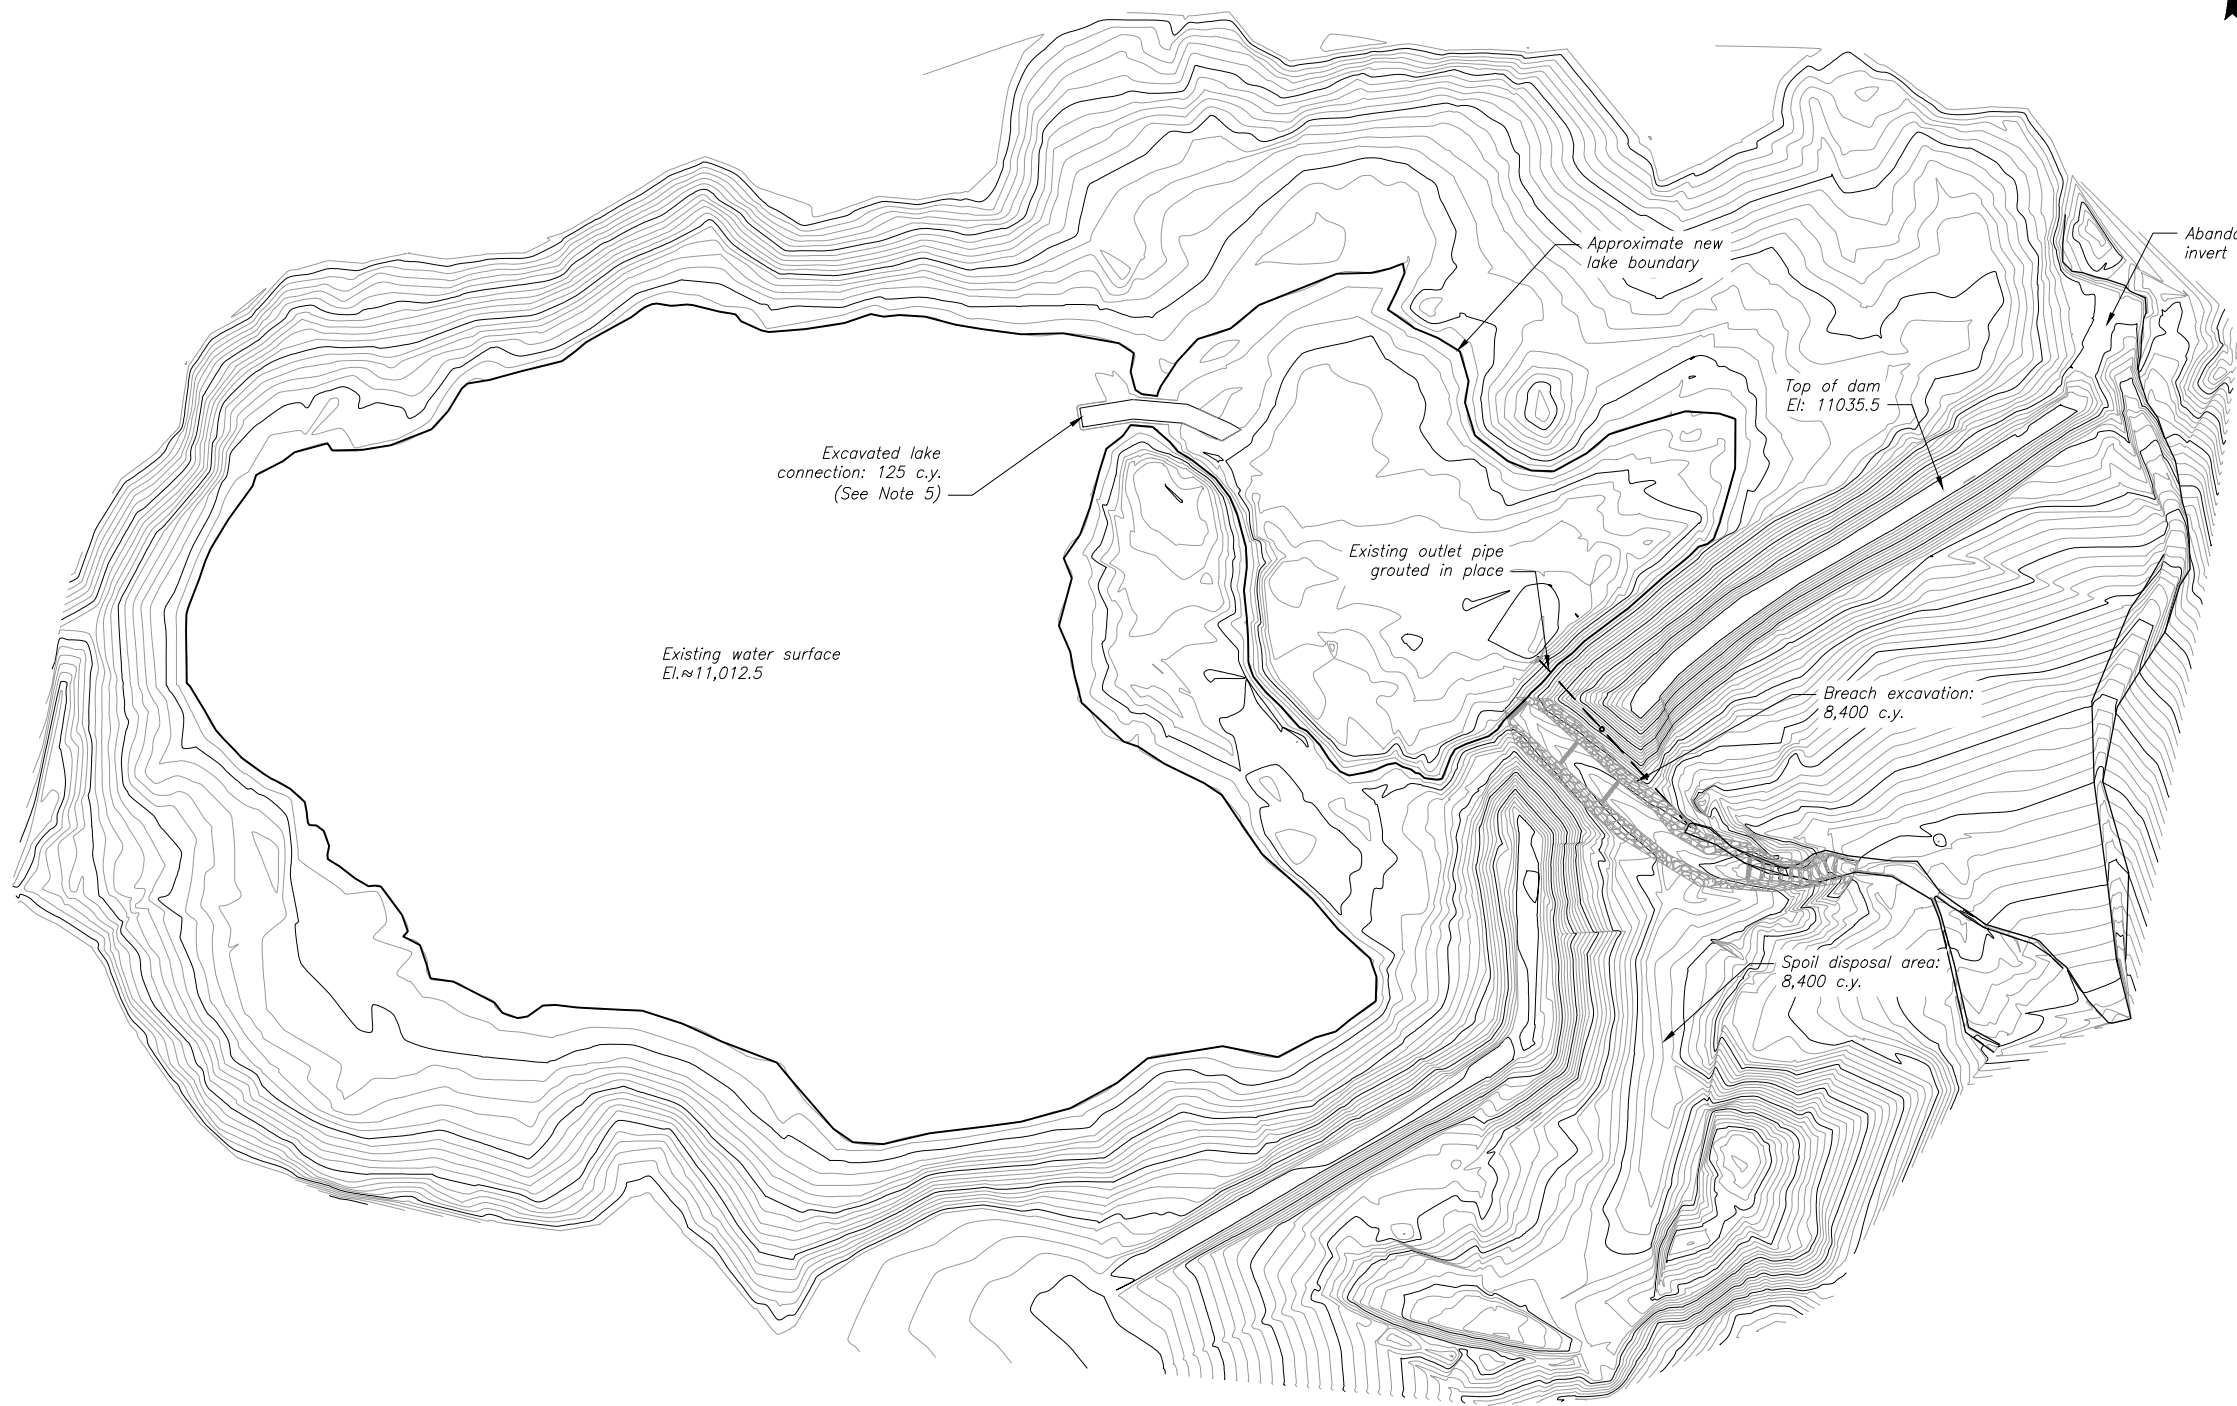 Approximate new
lake boundary
invert
Top of dam
El: 11035.5
Excavated lake
connection: 125 c.y.
(See Note 5)
Existing outlet pipe
grouted in place
Existing water surface
El.≈11,012.5
Breach excavation:
8,400 c.y.
Spoil disposal area:
8,400 c.y.